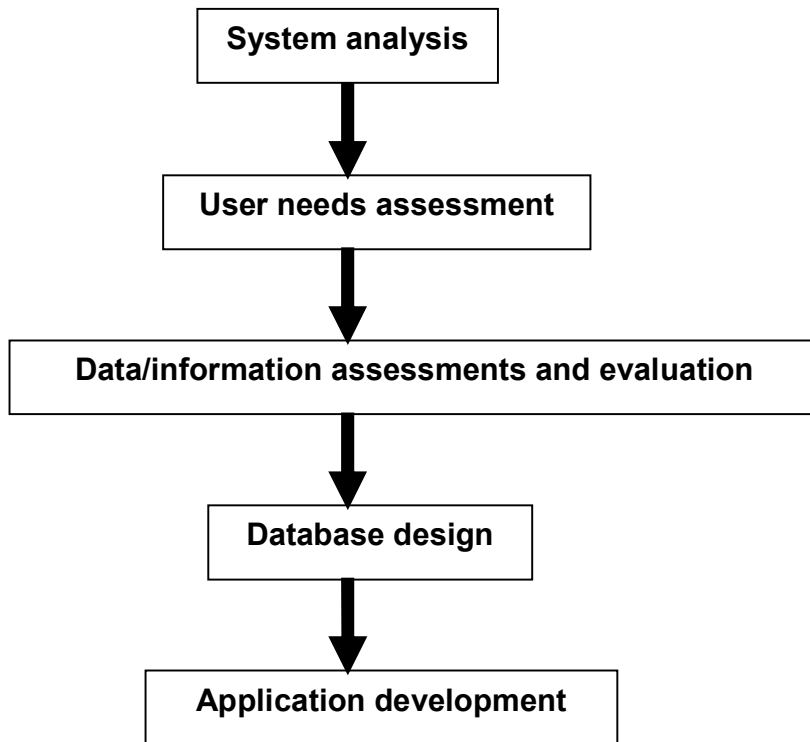 System analysis
User needs assessment
Data/information assessments and evaluation
Database design
Application development